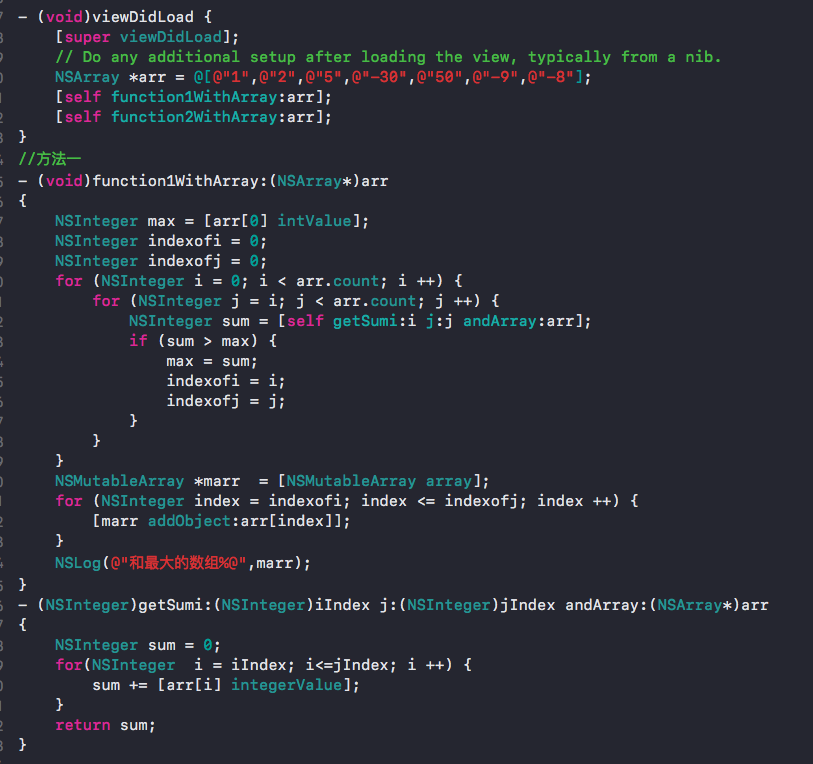 - (void)viewDidLoad {
    [super viewDidLoad];
    // Do any additional setup after loading the view, typically from a nib.
    NSArray *arr = @[@"1",@"2",@"5",@"-30",@"50",@"-9",@"-8"];
    [self function1WithArray:arr];
    [self function2WithArray:arr];
}
//方法一
- (void)function1WithArray:(NSArray*)arr
{
    NSInteger max = [arr[0] intValue];
    NSInteger indexofi = 0;
    NSInteger indexofj = 0;
    for (NSInteger i = 0; i < arr.count; i ++) {
        for (NSInteger j = i; j < arr.count; j ++) {
            NSInteger sum = [self getSumi:i j:j andArray:arr];
            if (sum > max) {
                max = sum;
                indexofi = i;
                indexofj = j;
            }
        }
    }
    NSMutableArray *marr  = [NSMutableArray array];
    for (NSInteger index = indexofi; index <= indexofj; index ++) {
        [marr addObject:arr[index]];
    }
    NSLog(@"和最大的数组%@",marr);
}
- (NSInteger)getSumi:(NSInteger)iIndex j:(NSInteger)jIndex andArray:(NSArray*)arr
{
    NSInteger sum = 0;
    for(NSInteger  i = iIndex; i<=jIndex; i ++) {
        sum += [arr[i] integerValue];
    }
    return sum;
}